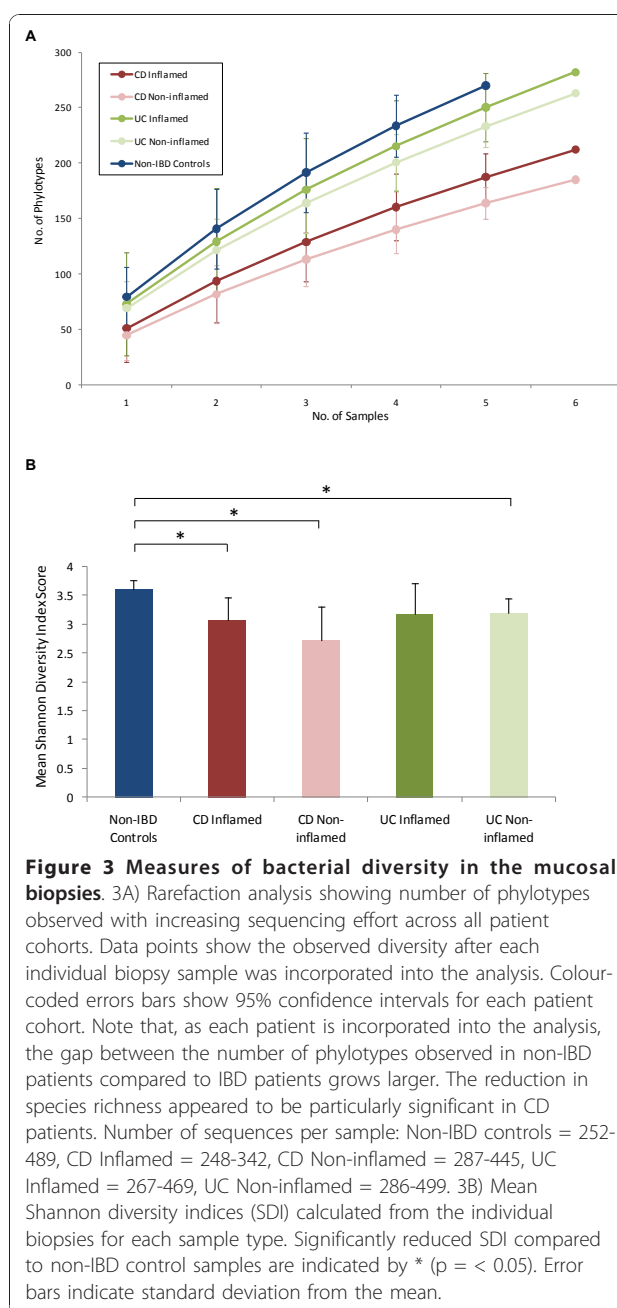 A
300
250
200
150
100
50
0
No. of Phylotypes
CD Inflamed
CD Non-inflamed
UC Inflamed
UC Non-inflamed
Non-IBD Controls
1 2 3 4 5 6
No. of Samples
B
* 
*
*
4
3.5
3
2.5
2
1.5
1
0.5
0
Mean Shannon Diversity Index Score
Non-IBD Controls
CD Inflamed
CD Non-inflamed
UC Inflamed
UC Non-inflamed
Figure 3 Measures of bacterial diversity in the mucosal
biopsies. 3A) Rarefaction analysis showing number of phylotypes
observed with increasing sequencing effort across all patient
cohorts. Data points show the observed diversity after each
individual biopsy sample was incorporated into the analysis. Colour-
coded errors bars show 95% confidence intervals for each patient
cohort. Note that, as each patient is incorporated into the analysis,
the gap between the number of phylotypes observed in non-IBD
patients compared to IBD patients grows larger. The reduction in
species richness appeared to be particularly significant in CD
patients. Number of sequences per sample: Non-IBD controls = 252-
489, CD Inflamed = 248-342, CD Non-inflamed = 287-445, UC
Inflamed = 267-469, UC Non-inflamed = 286-499. 3B) Mean
Shannon diversity indices (SDI) calculated from the individual
biopsies for each sample type. Significantly reduced SDI compared
to non-IBD control samples are indicated by * (p = < 0.05). Error
bars indicate standard deviation from the mean.